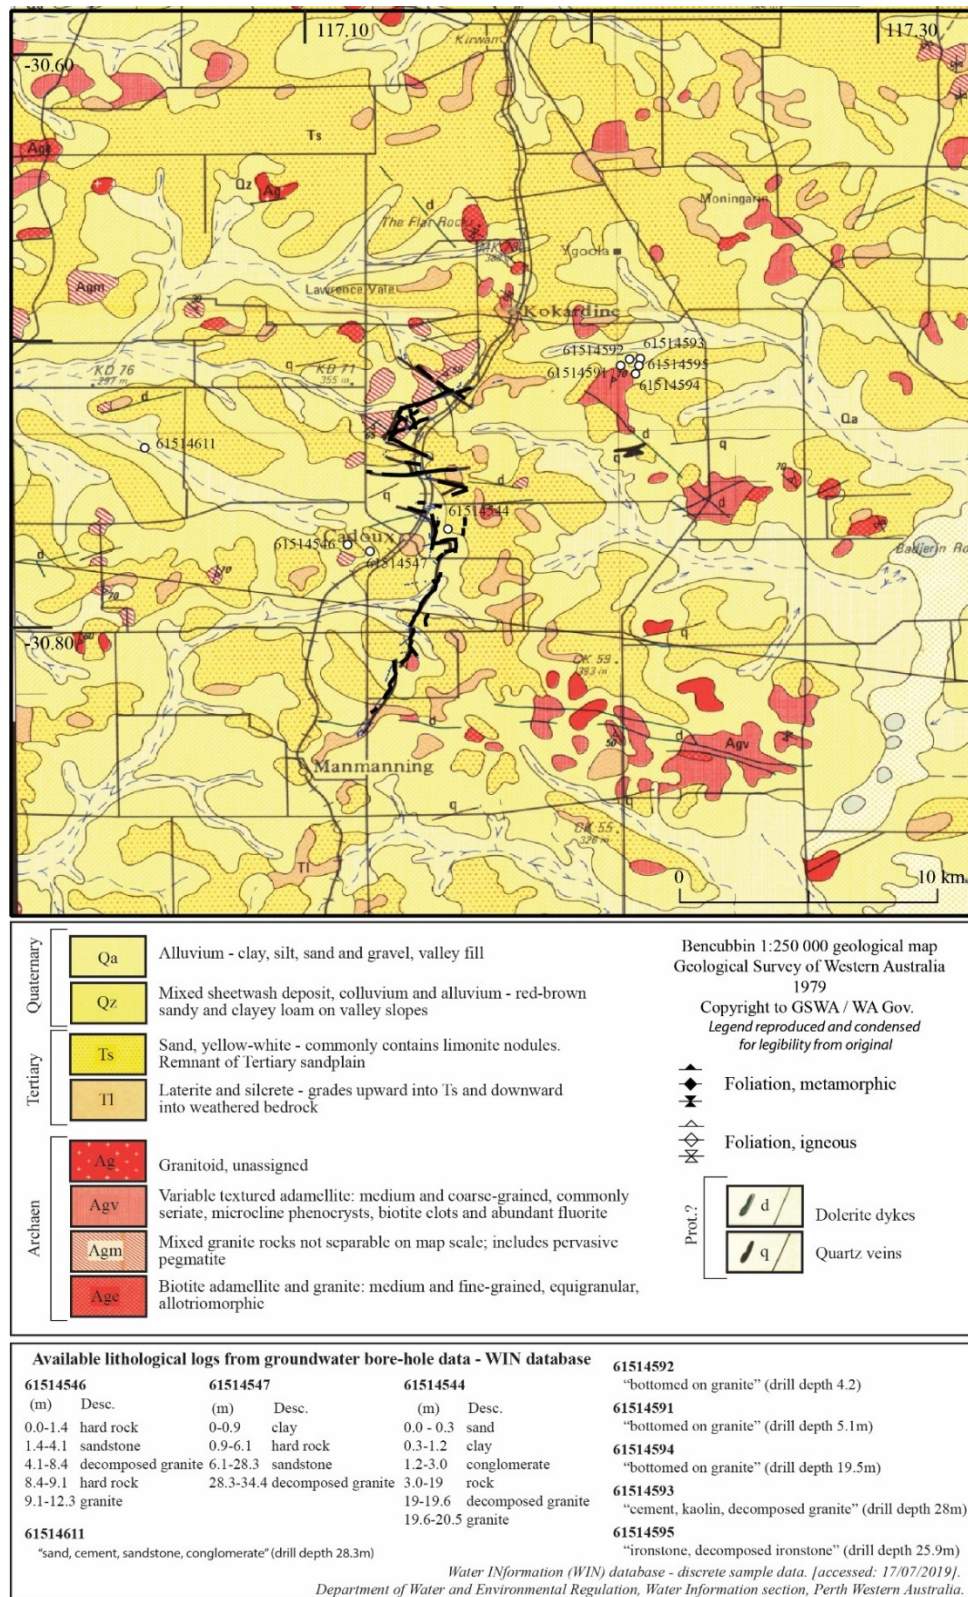 117.10
117.30
Kirwan
-30.60
Ts
Age
Qz
Ag
d
The Flat Rocks
Moningarin
Ygoola
Agm
30
Lawrence Vale
Kokardine
61514593
61514592
61514595
61514591
70
61514594
q
KD 76
297 m
KD 71
355 m
50
d
65
Qa
61514611
d
q
q
q
70
q
d
d
61514544
Cadoux
61514546
61514547
d
Badjerin Ro
70
70
-30.80
60
q
CK 59
393 m
d
d
Agv
50
Manmanning
q
q
CK 55
326 m
Tl
0
10 km
Quaternary
Qa
Alluvium - clay, silt, sand and gravel, valley fill
Qz
Mixed sheetwash deposit, colluvium and alluvium - red-brown
sandy and clayey loam on valley slopes
Tertiary
Ts
Sand, yellow-white - commonly contains limonite nodules.
Remnant of Tertiary sandplain
Tl
Laterite and silcrete - grades upward into Ts and downward
into weathered bedrock
Archaen
Ag
Granitoid, unassigned
Agv
Variable textured adamellite: medium and coarse-grained, commonly
seriate, microcline phenocrysts, biotite clots and abundant fluorite
Agm
Mixed granite rocks not separable on map scale; includes pervasive
pegmatite
Age
Biotite adamellite and granite: medium and fine-grained, equigranular,
allotriomorphic
Bencubbin 1:250 000 geological map
Geological Survey of Western Australia
1979
Copyright to GSWA / WA Gov.
Legend reproduced and condensed
for legibility from original
Foliation, metamorphic
Foliation, igneous
Prot.?
d
Dolerite dykes
q
Quartz veins
Available lithological logs from groundwater bore-hole data - WIN database
61514546
(m) Desc.
0.0-1.4 hard rock
1.4-4.1 sandstone
4.1-8.4 decomposed granite
8.4-9.1 hard rock
9.1-12.3 granite
61514547
(m) Desc.
0-0.9 clay
0.9-6.1 hard rock
6.1-28.3 sandstone
28.3-34.4 decomposed granite
61514544
(m) Desc.
0.0 - 0.3 sand
0.3-1.2 clay
1.2-3.0 conglomerate
3.0-19 rock
19-19.6 decomposed granite
19.6-20.5 granite
61514592
"bottomed on granite" (drill depth 4.2)
61514591
"bottomed on granite" (drill depth 5.1m)
61514594
"bottomed on granite" (drill depth 19.5m)
61514593
"cement, kaolin, decomposed granite" (drill depth 28m)
61514595
"ironstone, decomposed ironstone" (drill depth 25.9m)
61514611
"sand, cement, sandstone, conglomerate" (drill depth 28.3m)
Water INformation (WIN) database - discrete sample data. [accessed: 17/07/2019].
Department of Water and Environmental Regulation, Water Information section, Perth Western Australia.